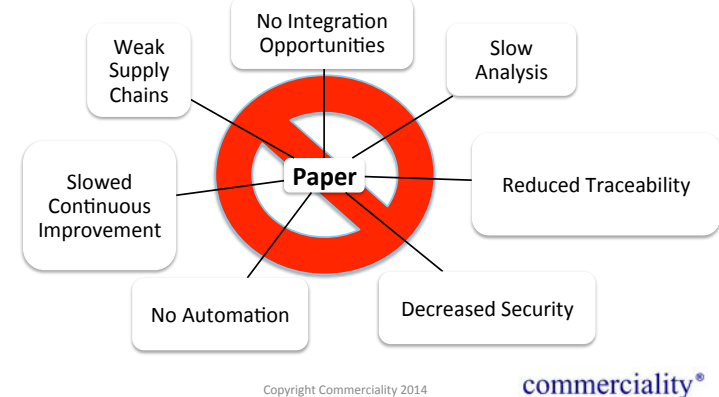 No Integration
Opportunities
Weak
Supply
Chains
Slow
Analysis
Paper
Slowed
Continuous
Improvement
Reduced Traceability
No Automation
Decreased Security
Copyright Commerciality 2014
commerciality®